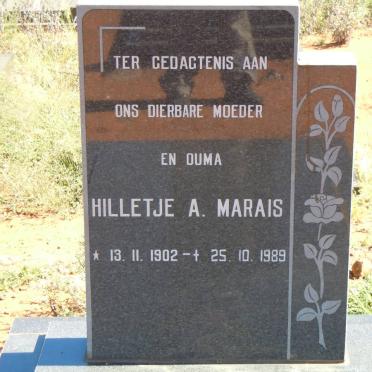 TER GEDAGTENIS AAN
ONS DIERBARE MOEDER
EN OUMA
HILLETJE A. MARAIS
* 13. 11. 1902 - † 25. 10. 1989